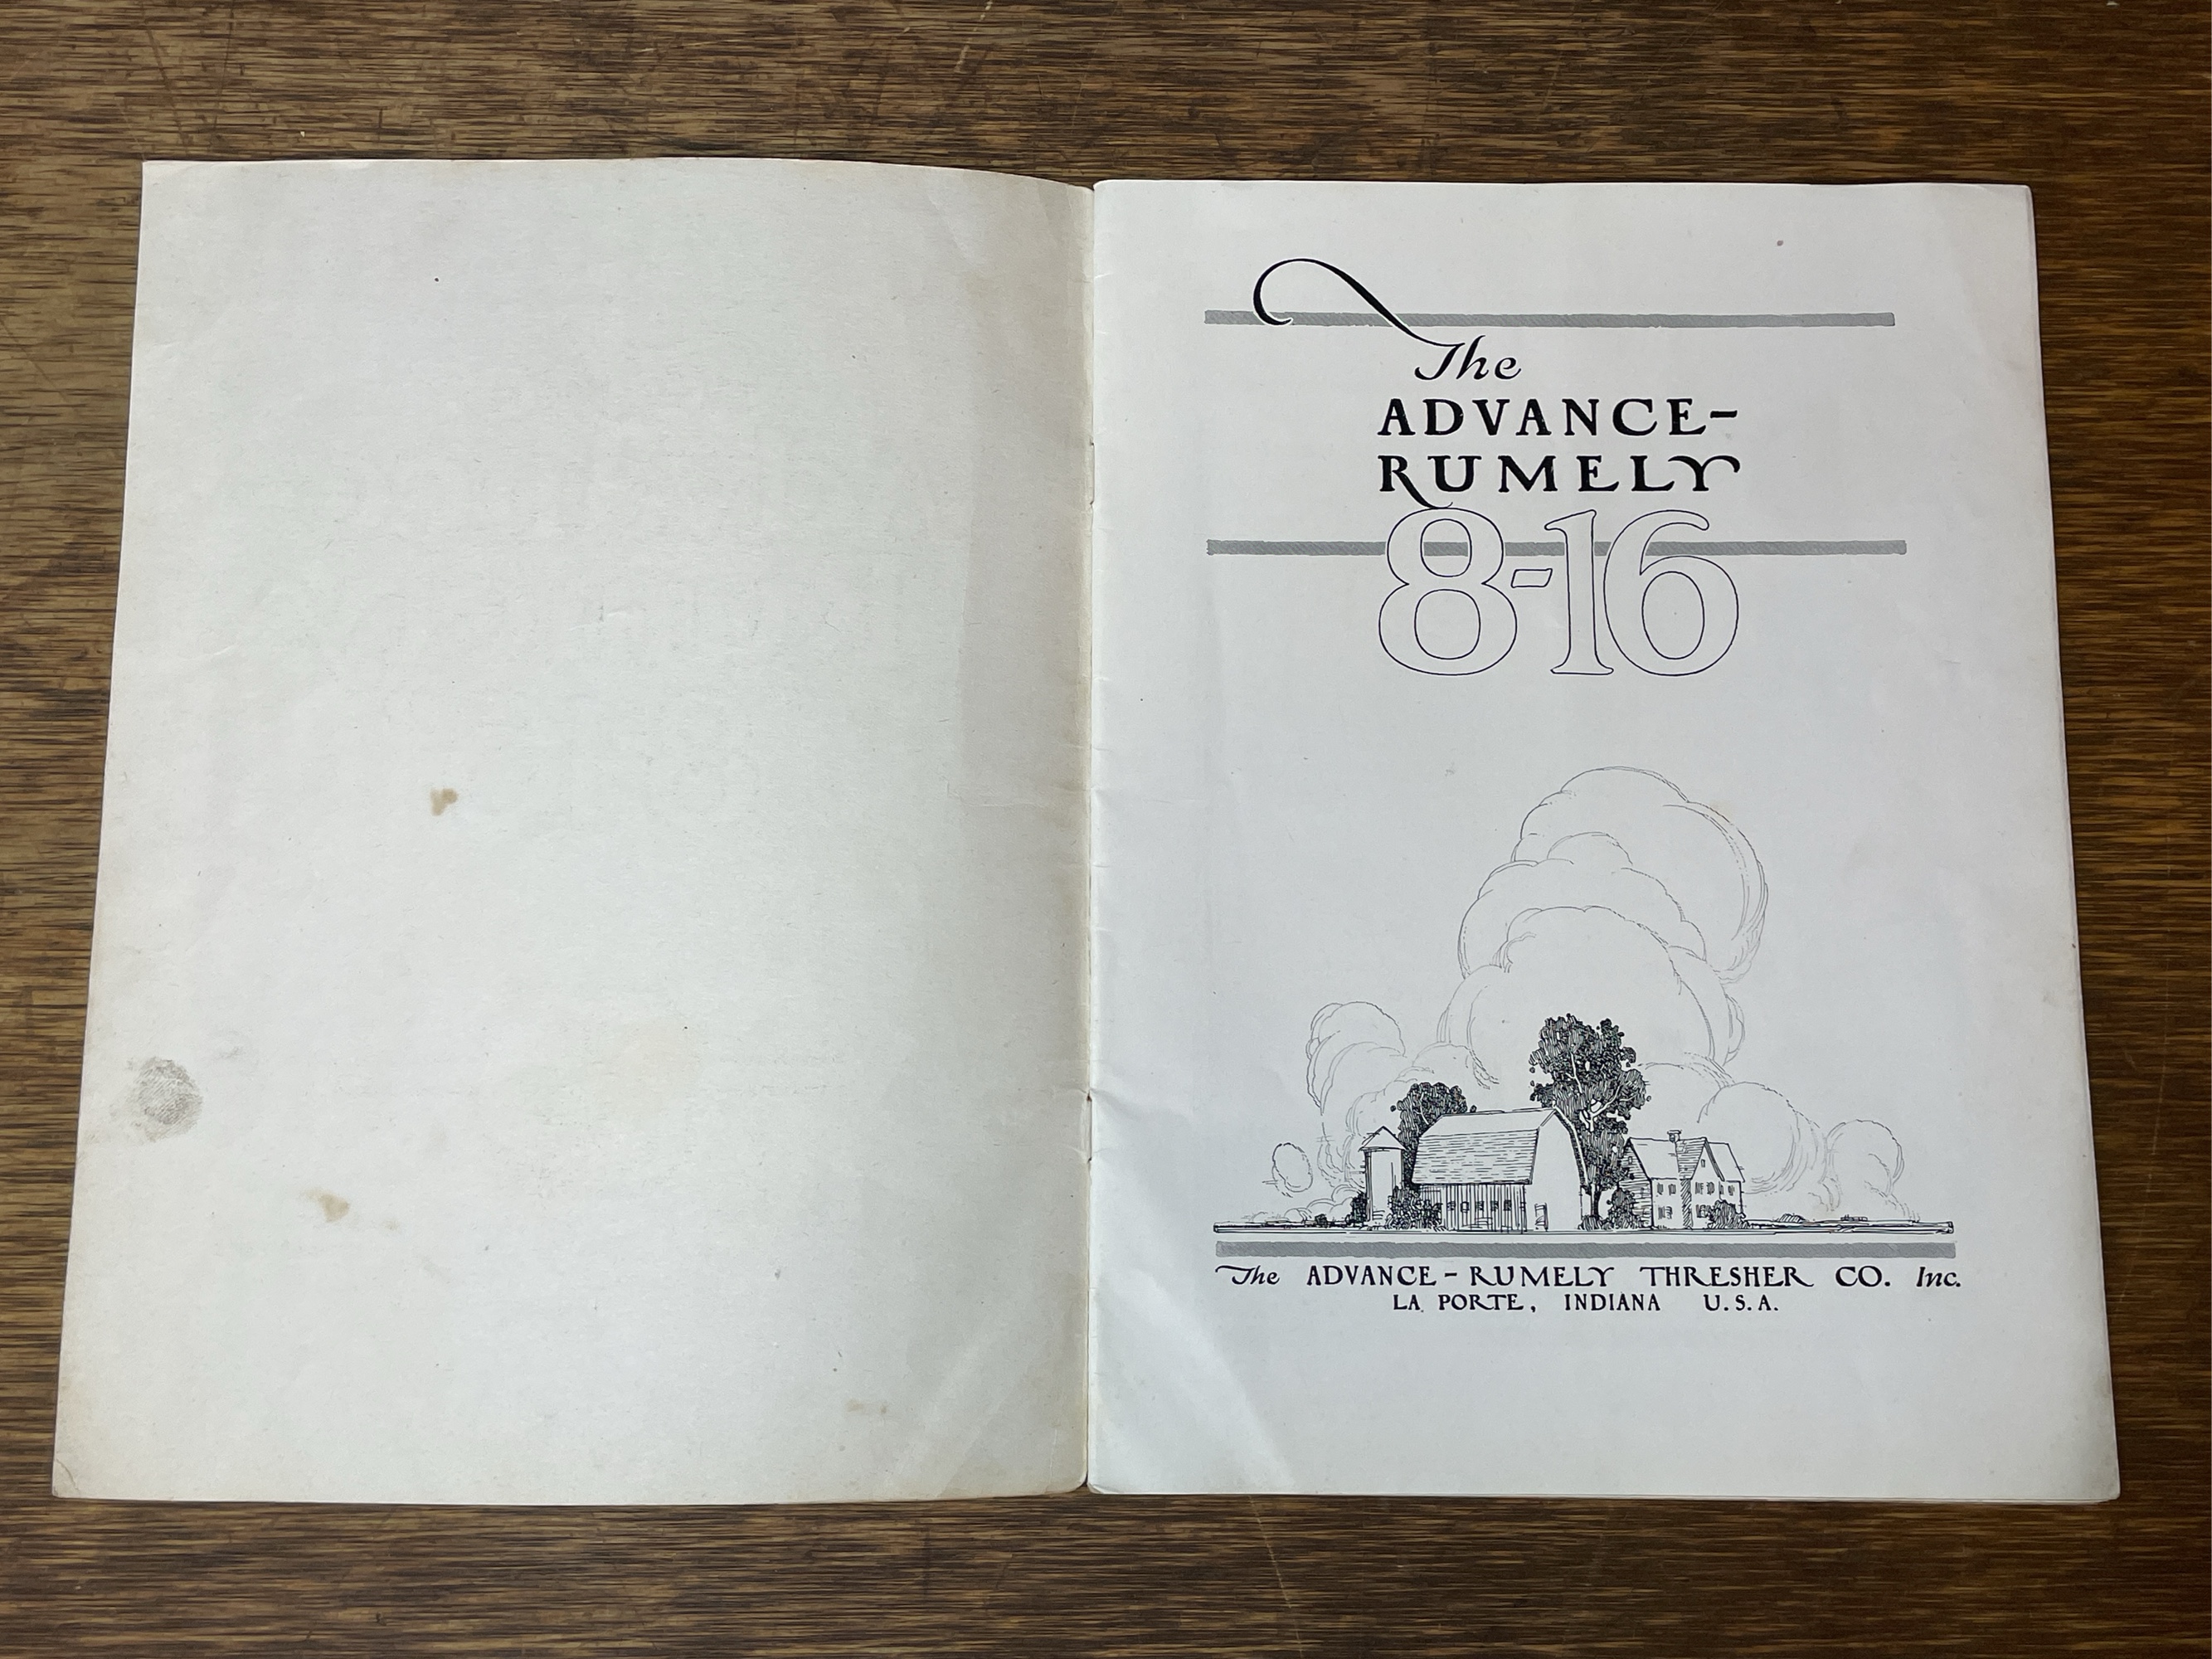 The
ADVANCE-
RUMELY
8-16
The ADVANCE-RUMELY THRESHER CO. Inc.
LA PORTE, INDIANA U.S.A.